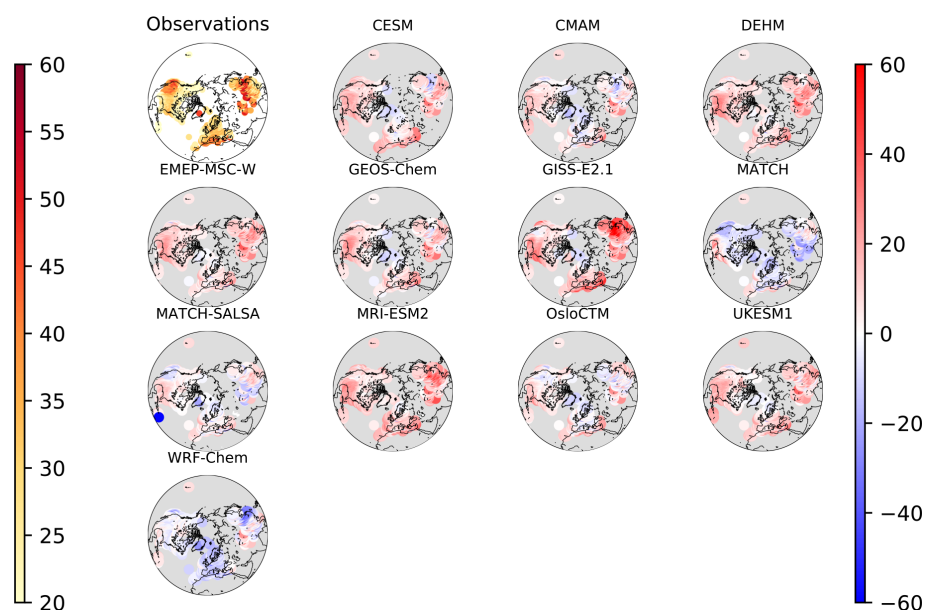 Observations
CESM
CMAM
DEHM
EMEP-MSC-W
GEOS-Chem
GISS-E2.1
MATCH
MATCH-SALSA
MRI-ESM2
OsloCTM
UKESM1
WRF-Chem
60
55
50
45
40
35
30
25
20
60
40
20
0
−20
−40
−60